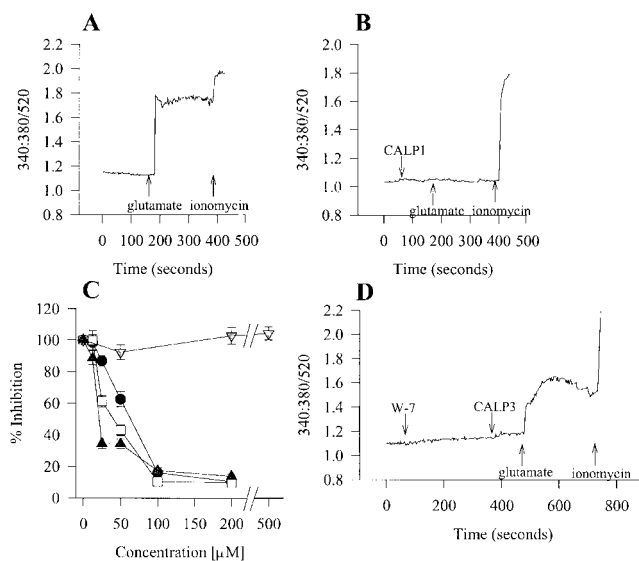 A
2.2
2.0
1.8
1.6
1.4
1.2
1.0
0.8
340:380/520
glutamate ionomycin
0 100 200 300 400 500
Time (seconds)
B
2.0
1.8
1.6
1.4
1.2
1.0
0.8
340:380/520
CALP1
glutamate ionomycin
0 100 200 300 400 500
Time (seconds)
C
120
100
80
60
40
20
0
% Inhibition
0 50 100 150 200 500
Concentration [µM]
D
2.2
2.0
1.8
1.6
1.4
1.2
1.0
0.8
340:380/520
W-7
CALP3
glutamate
ionomycin
0 200 400 600 800
Time (seconds)